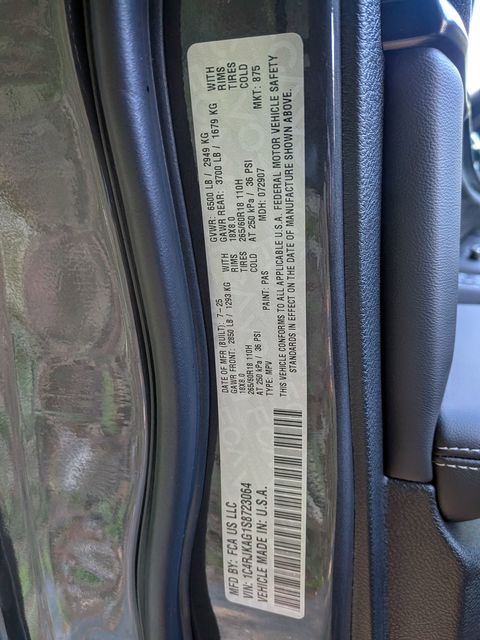 MFD BY: FCA US LLC
DATE OF MFR (BUILT): 7-25
GVWR: 6500 LB / 2949 KG
GAWR FRONT: 2850 LB / 1293 KG WITH
18X8.0 RIMS
265/60R18 110H TIRES
AT 250 kPa / 36 PSI COLD
GAWR REAR: 3700 LB / 1679 KG WITH
18X8.0 RIMS
265/60R18 110H TIRES
AT 250 kPa / 36 PSI COLD
VIN: 1C4RJKAG1S8723064
TYPE: MPV
PAINT: PAS
MDH: 072907
MKT: 875
VEHICLE MADE IN: U.S.A.
THIS VEHICLE CONFORMS TO ALL APPLICABLE U.S.A. FEDERAL MOTOR VEHICLE SAFETY
STANDARDS IN EFFECT ON THE DATE OF MANUFACTURE SHOWN ABOVE.